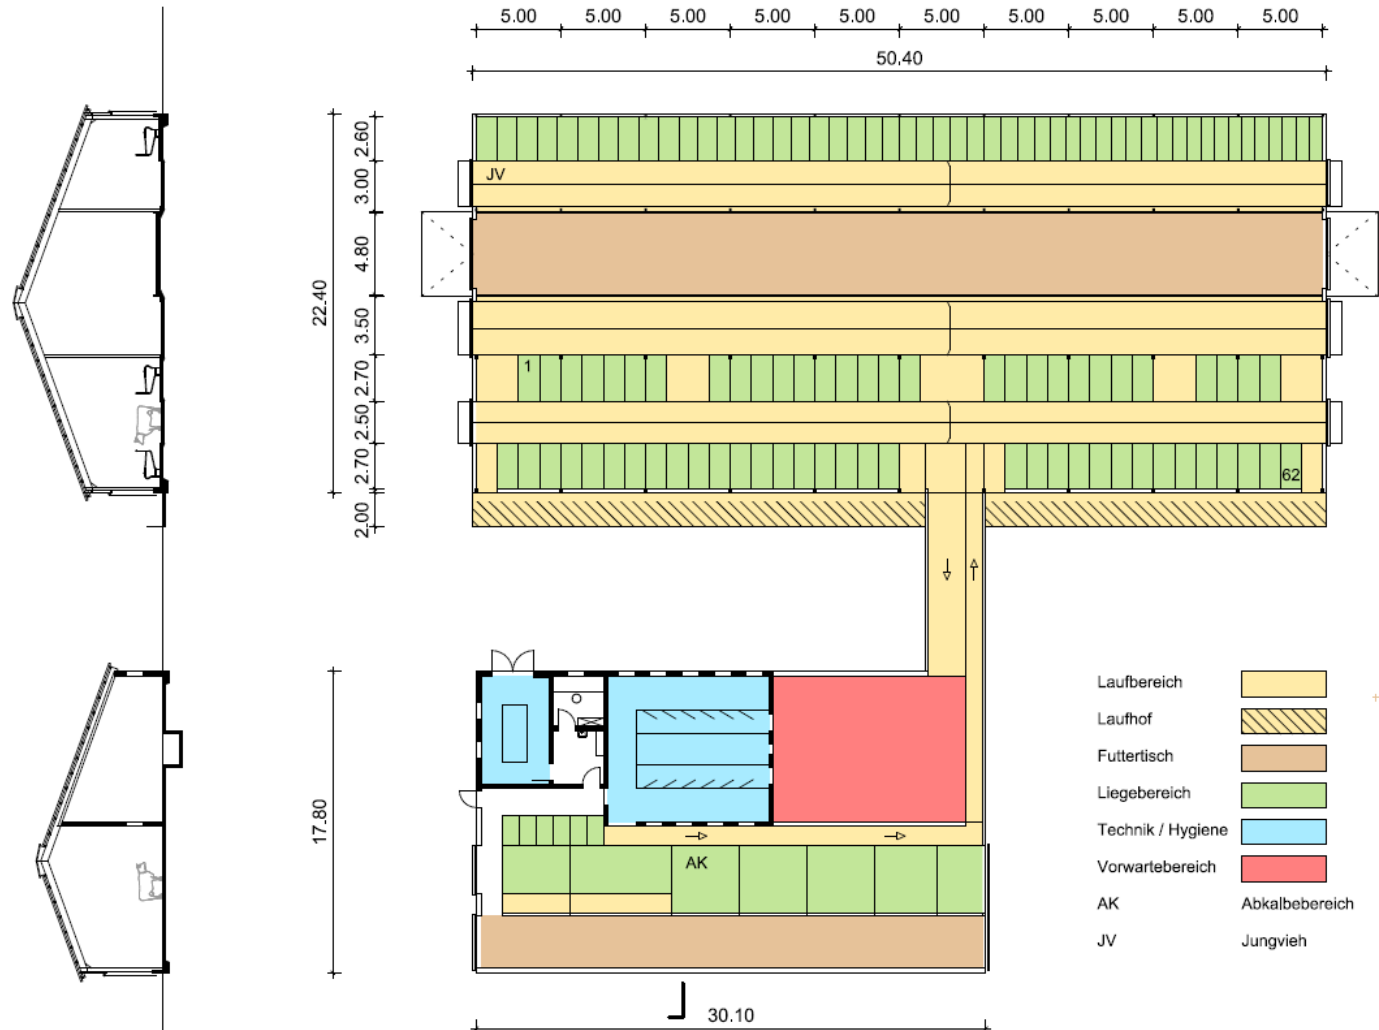 5.00 5.00 5.00 5.00 5.00 5.00 5.00 5.00 5.00 5.00
50.40
2.60
3.00
4.80
3.50
2.70
2.50
2.70
2.00
22.40
JV
1
62
17.80
AK
30.10
Laufbereich
Laufhof
Futtertisch
Liegebereich
Technik / Hygiene
Vorwartebereich
AK Abkalbebereich
JV Jungvieh